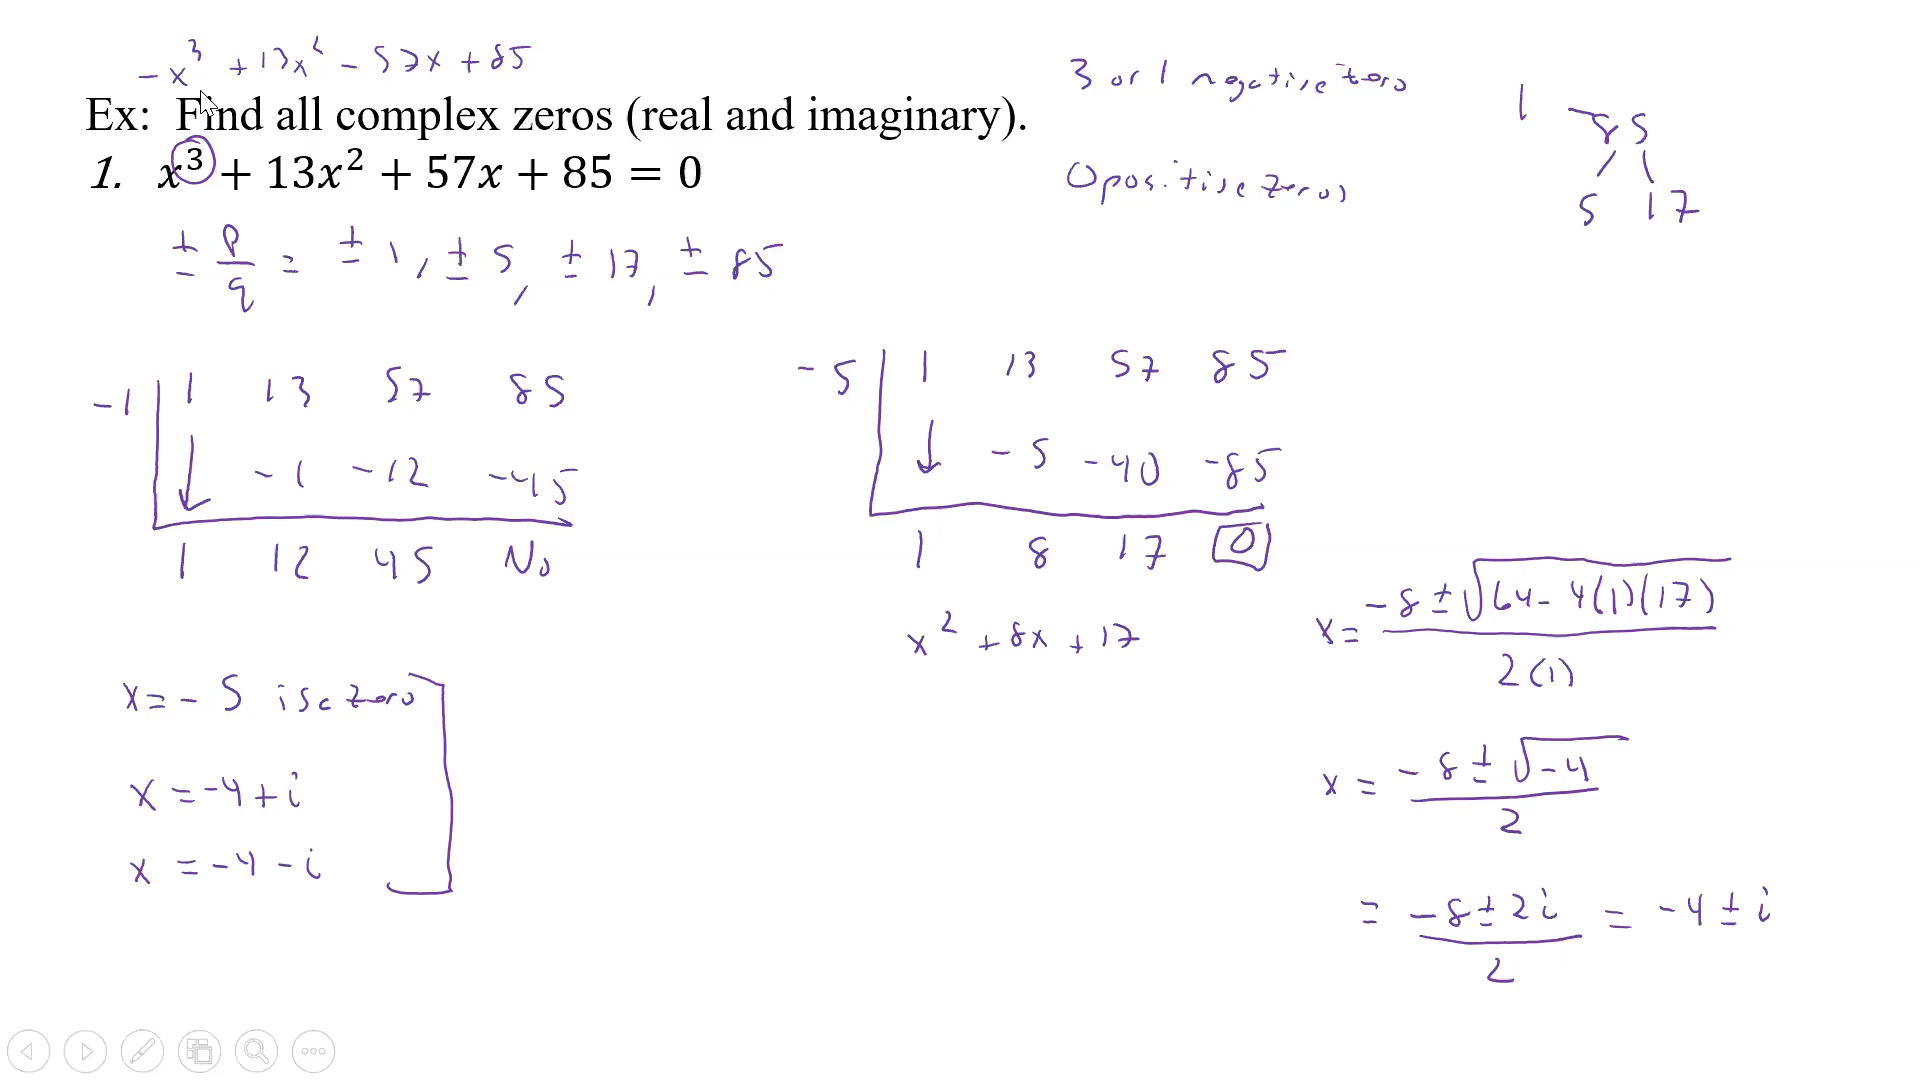 -x³ + 13x² - 57x + 85
Ex: Find all complex zeros (real and imaginary).
1. x³ + 13x² + 57x + 85 = 0
3 or 1 negative zero
0 positive zeros
1 85
5 17
± p/q = ± 1, ± 5, ± 17, ± 85
-1 | 1 13 57 85
-1 -12 -45
1 12 45 No
-5 | 1 13 57 85
-5 -40 -85
1 8 17 0
x² + 8x + 17
x = (-8 ± √(64 - 4(1)(17))) / 2(1)
x = (-8 ± √-4) / 2
= (-8 ± 2i) / 2 = -4 ± i
x = -5 is a zero
x = -4 + i
x = -4 - i